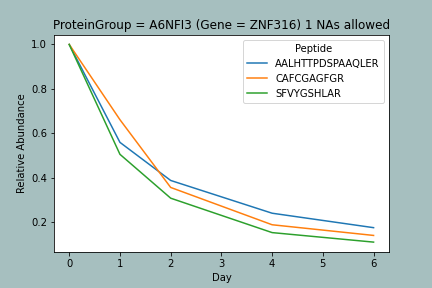 ProteinGroup = A6NFI3 (Gene = ZNF316) 1 NAs allowed
Peptide
AALHTTPDSPAAQLER
CAFCGAGFGR
SFVYGSHLAR
Relative Abundance
1.0
0.8
0.6
0.4
0.2
0 1 2 3 4 5 6
Day